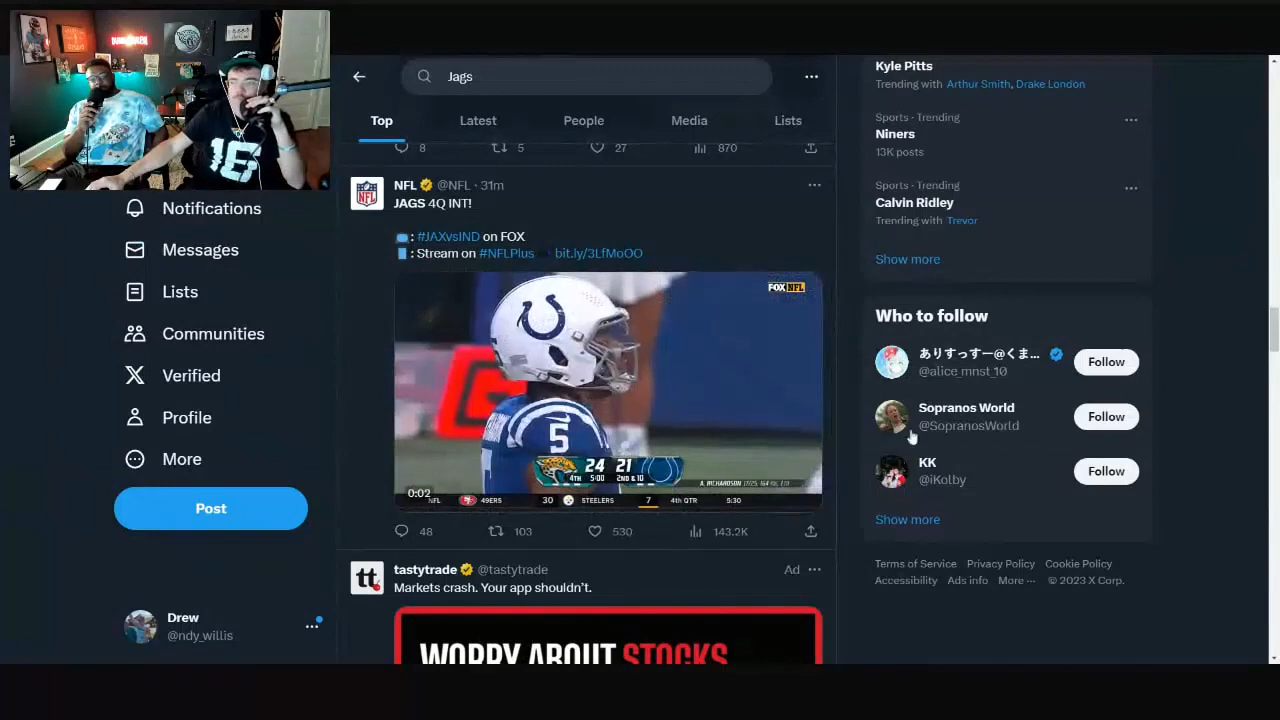 16
Jags
Top
Latest
People
Media
Lists
8
5
27
870
NFL @NFL · 31m
JAGS 4Q INT!
: #JAXvsIND on FOX
: Stream on #NFLPlus bit.ly/3LfMoOO
FOX NFL
5
24 21
4TH 5:00 2ND & 10
NFL 49ERS 30 STEELERS 7 4th QTR 5:30
0:02
48
103
530
143.2K
tastytrade @tastytrade Ad
Markets crash. Your app shouldn't.
tt
WORRY ABOUT STOCKS
Notifications
Messages
Lists
Communities
Verified
Profile
More
Post
Drew
@ndy_willis
Kyle Pitts
Trending with Arthur Smith, Drake London
Sports · Trending
Niners
13K posts
Sports · Trending
Calvin Ridley
Trending with Trevor
Show more
Who to follow
ありすっすー@くま...
@alice_mnst_10
Follow
Sopranos World
@SopranosWorld
Follow
KK
@iKolby
Follow
Show more
Terms of Service Privacy Policy Cookie Policy
Accessibility Ads info More ··· © 2023 X Corp.